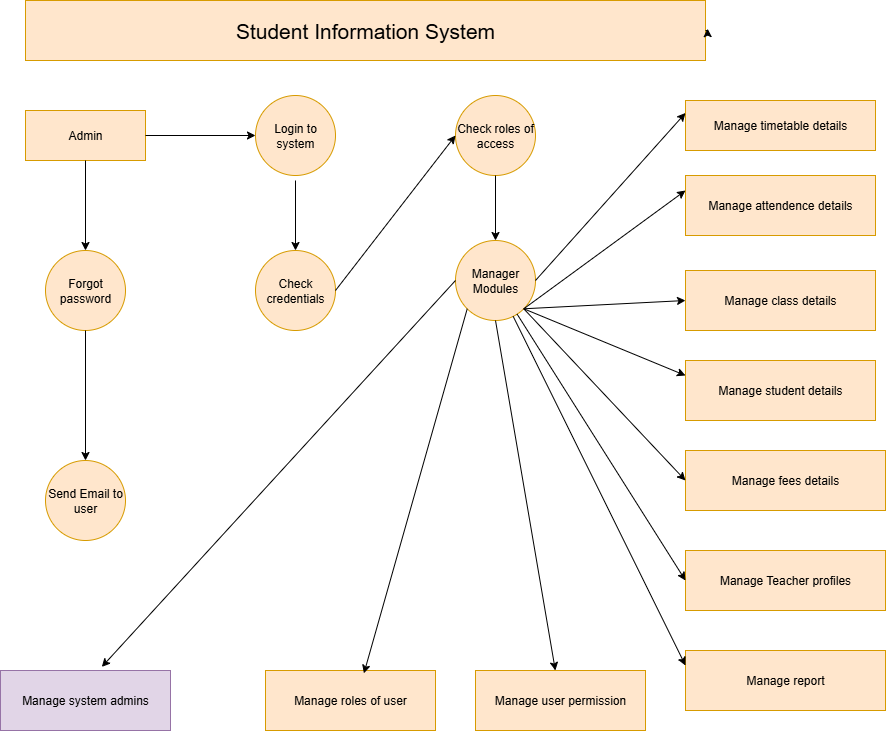 Student Information System
Admin
Login to
system
Check roles of
access
Manage timetable details
Manage attendence details
Forgot
password
Check
credentials
Manager
Modules
Manage class details
Manage student details
Manage fees details
Send Email to
user
Manage Teacher profiles
Manage system admins
Manage roles of user
Manage user permission
Manage report